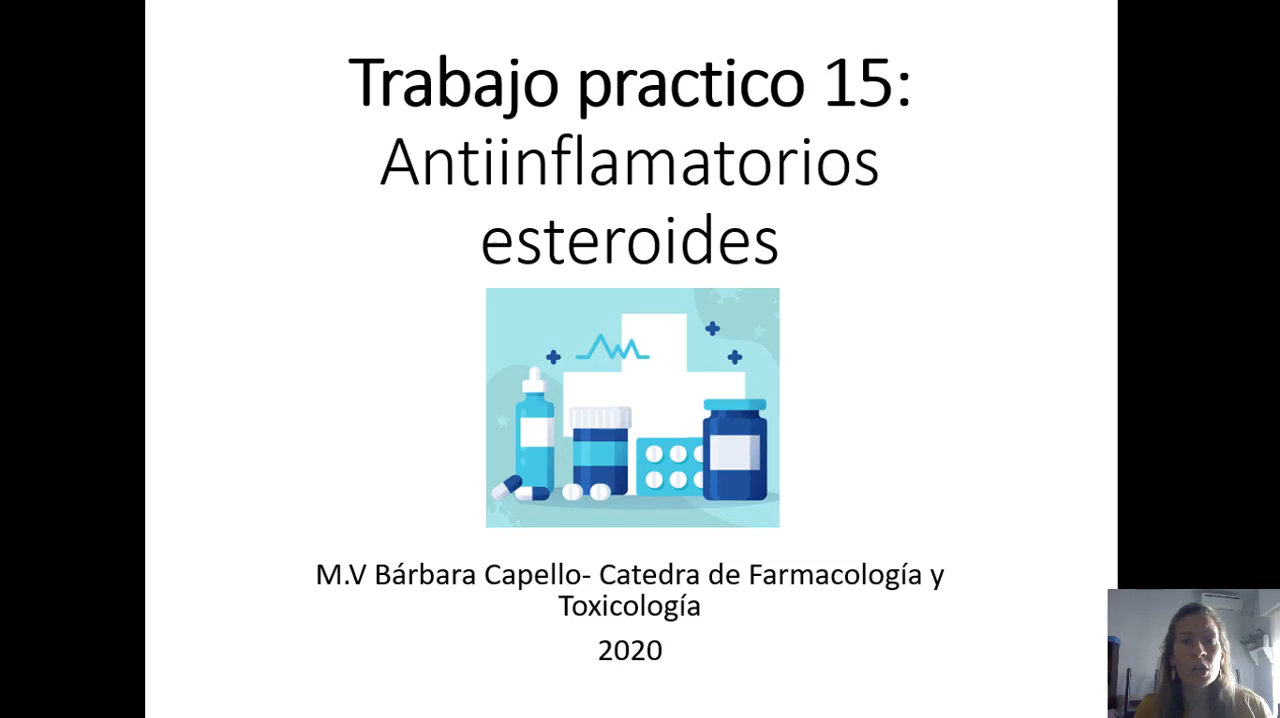 Trabajo practico 15:
Antiinflamatorios
esteroides
M.V Bárbara Capello- Catedra de Farmacología y
Toxicología
2020